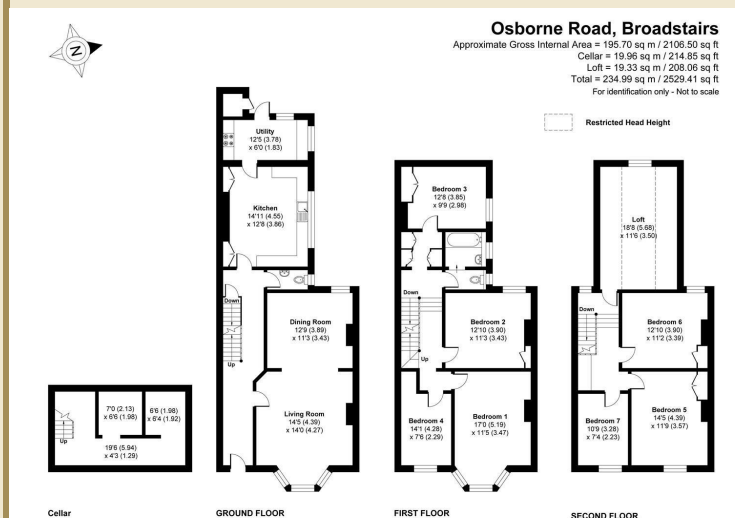 Osborne Road, Broadstairs
Approximate Gross Internal Area = 195.70 sq m / 2106.50 sq ft
Cellar = 19.96 sq m / 214.85 sq ft
Loft = 19.33 sq m / 208.06 sq ft
Total = 234.99 sq m / 2529.41 sq ft
For identification only - Not to scale
N
Restricted Head Height
Utility
12'5 (3.78)
x 6'0 (1.83)
Kitchen
14'11 (4.55)
x 12'8 (3.86)
Down
Up
Dining Room
12'9 (3.89)
x 11'3 (3.43)
Living Room
14'5 (4.39)
x 14'0 (4.27)
Bedroom 3
12'8 (3.85)
x 9'9 (2.98)
Down
Up
Bedroom 2
12'10 (3.90)
x 11'3 (3.43)
Bedroom 4
14'1 (4.28)
x 7'6 (2.29)
Bedroom 1
17'0 (5.19)
x 11'5 (3.47)
Loft
18'8 (5.68)
x 11'6 (3.50)
Down
Bedroom 6
12'10 (3.90)
x 11'2 (3.39)
Bedroom 7
10'9 (3.28)
x 7'4 (2.23)
Bedroom 5
14'5 (4.39)
x 11'9 (3.57)
Up
7'0 (2.13)
x 6'6 (1.98)
6'6 (1.98)
x 6'4 (1.92)
19'6 (5.94)
x 4'3 (1.29)
Cellar
GROUND FLOOR
FIRST FLOOR
SECOND FLOOR